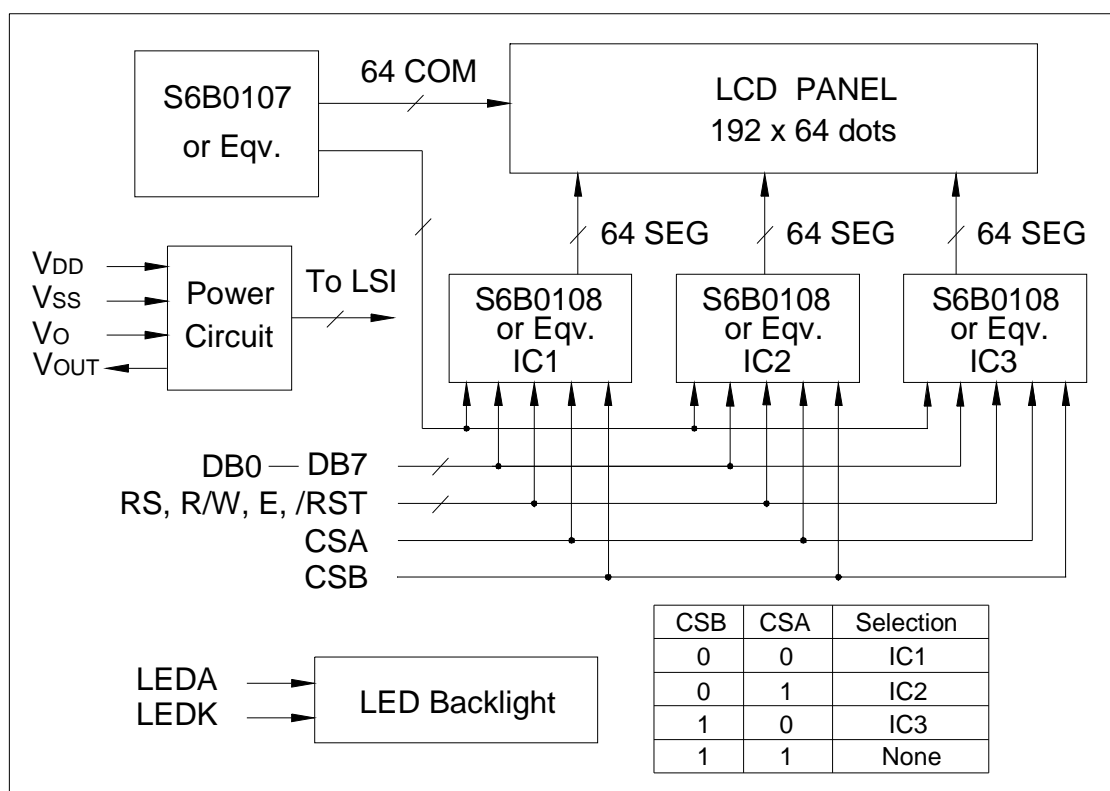 S6B0107
or Eqv.
64 COM
LCD PANEL
192 x 64 dots
64 SEG
64 SEG
64 SEG
VDD
VSS
VO
VOUT
Power
Circuit
To LSI
S6B0108
or Eqv.
IC1
S6B0108
or Eqv.
IC2
S6B0108
or Eqv.
IC3
DB0 — DB7
RS, R/W, E, /RST
CSA
CSB
LEDA
LEDK
LED Backlight
CSB CSA Selection
0 0 IC1
0 1 IC2
1 0 IC3
1 1 None